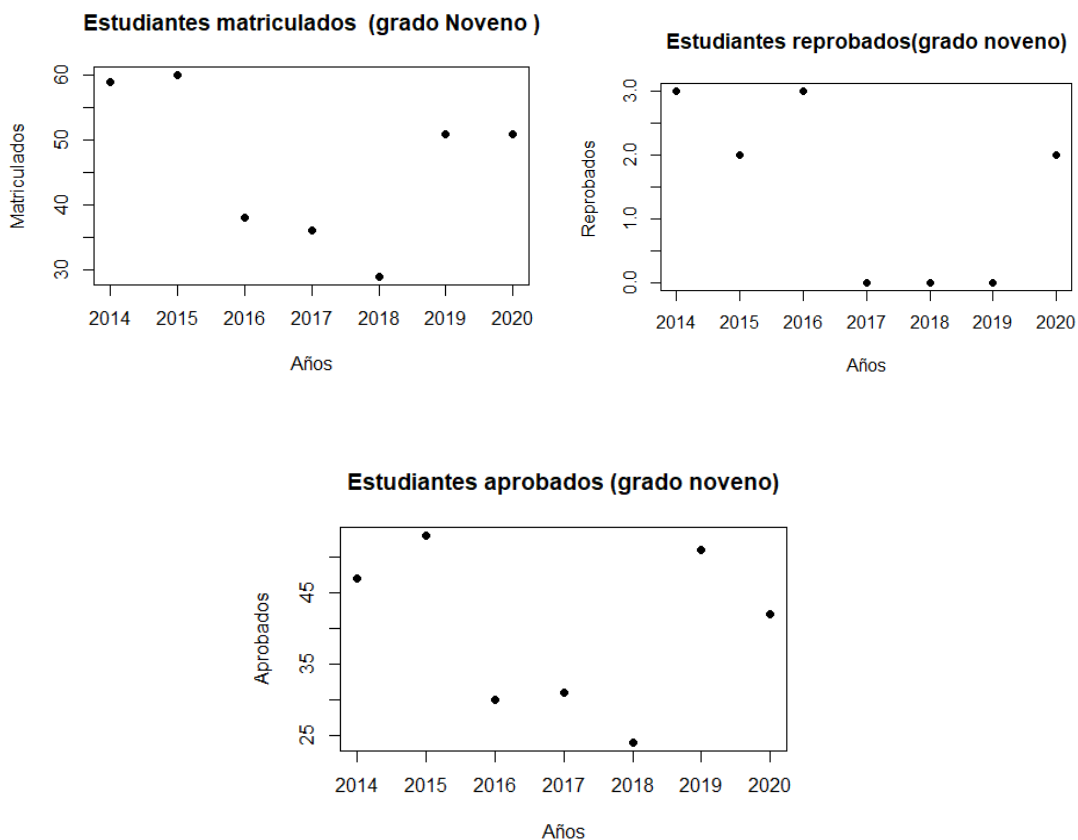 Estudiantes matriculados (grado Noveno )
Matriculados
60
50
40
30
2014 2015 2016 2017 2018 2019 2020
Años
Estudiantes reprobados(grado noveno)
Reprobados
3.0
2.0
1.0
0.0
2014 2015 2016 2017 2018 2019 2020
Años
Estudiantes aprobados (grado noveno)
Aprobados
45
35
25
2014 2015 2016 2017 2018 2019 2020
Años